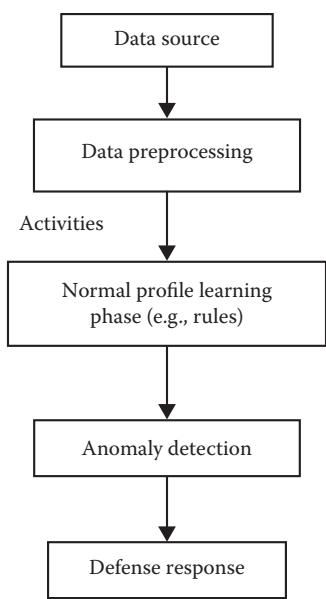 Data source
Data preprocessing
Activities
Normal profile learning
phase (e.g., rules)
Anomaly detection
Defense response